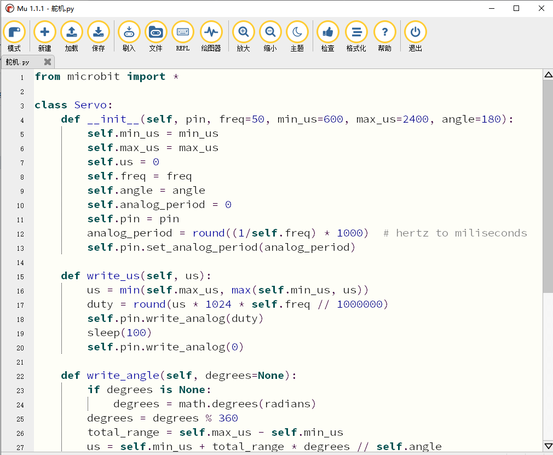 Mu 1.1.1 - 舵机.py
模式 新建 加载 保存 刷入 文件 REPL 绘图器 放大 缩小 主题 检查 格式化 帮助 退出
舵机.py
1 from microbit import *
2
3 class Servo:
4     def __init__(self, pin, freq=50, min_us=600, max_us=2400, angle=180):
5         self.min_us = min_us
6         self.max_us = max_us
7         self.us = 0
8         self.freq = freq
9         self.angle = angle
10         self.analog_period = 0
11         self.pin = pin
12         analog_period = round((1/self.freq) * 1000)  # hertz to miliseconds
13         self.pin.set_analog_period(analog_period)
14
15     def write_us(self, us):
16         us = min(self.max_us, max(self.min_us, us))
17         duty = round(us * 1024 * self.freq // 1000000)
18         self.pin.write_analog(duty)
19         sleep(100)
20         self.pin.write_analog(0)
21
22     def write_angle(self, degrees=None):
23         if degrees is None:
24             degrees = math.degrees(radians)
25         degrees = degrees % 360
26         total_range = self.max_us - self.min_us
27         us = self.min_us + total_range * degrees // self.angle